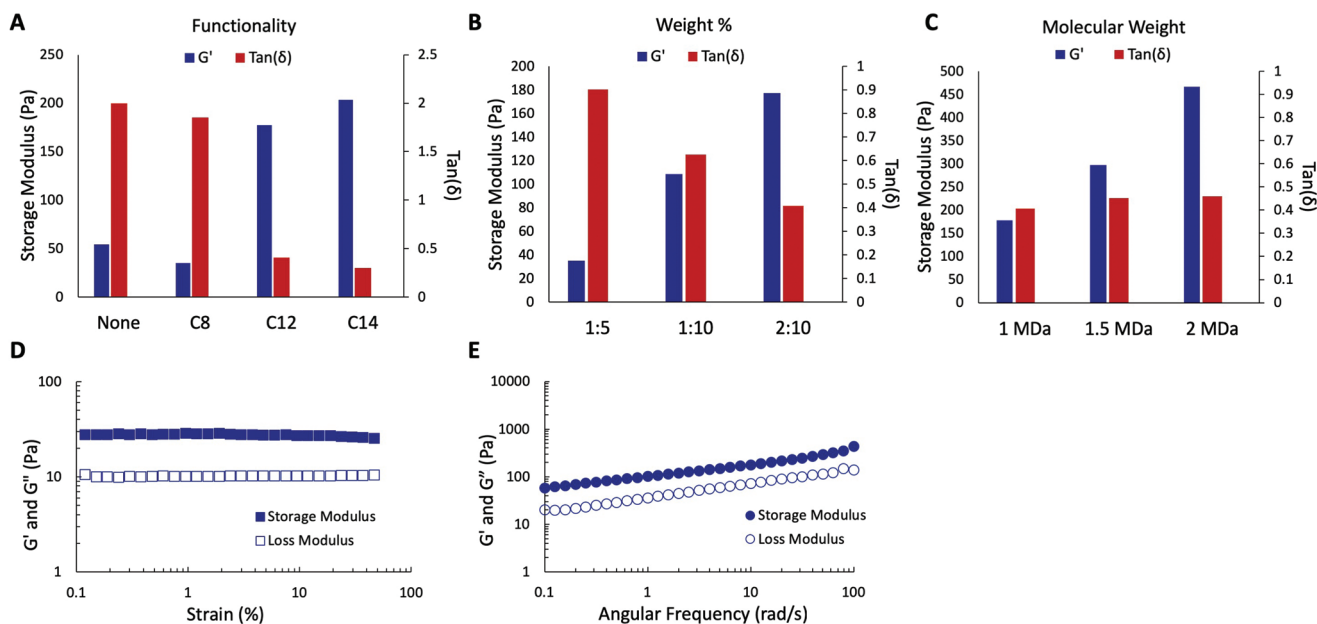 A
Functionality
G' Tan(δ)
250
200
150
100
50
0
2.5
2
1.5
1
0.5
0
Storage Modulus (Pa)
Tan(δ)
None C8 C12 C14
B
Weight %
G' Tan(δ)
200
180
160
140
120
100
80
60
40
20
0
1
0.9
0.8
0.7
0.6
0.5
0.4
0.3
0.2
0.1
0
Storage Modulus (Pa)
Tan(δ)
1:5 1:10 2:10
C
Molecular Weight
G' Tan(δ)
500
450
400
350
300
250
200
150
100
50
0
1
0.9
0.8
0.7
0.6
0.5
0.4
0.3
0.2
0.1
0
Storage Modulus (Pa)
Tan(δ)
1 MDa 1.5 MDa 2 MDa
D
100
10
1
G' and G″ (Pa)
Storage Modulus
Loss Modulus
0.1 1 10 100
Strain (%)
E
10000
1000
100
10
1
G' and G″ (Pa)
Storage Modulus
Loss Modulus
0.1 1 10 100
Angular Frequency (rad/s)